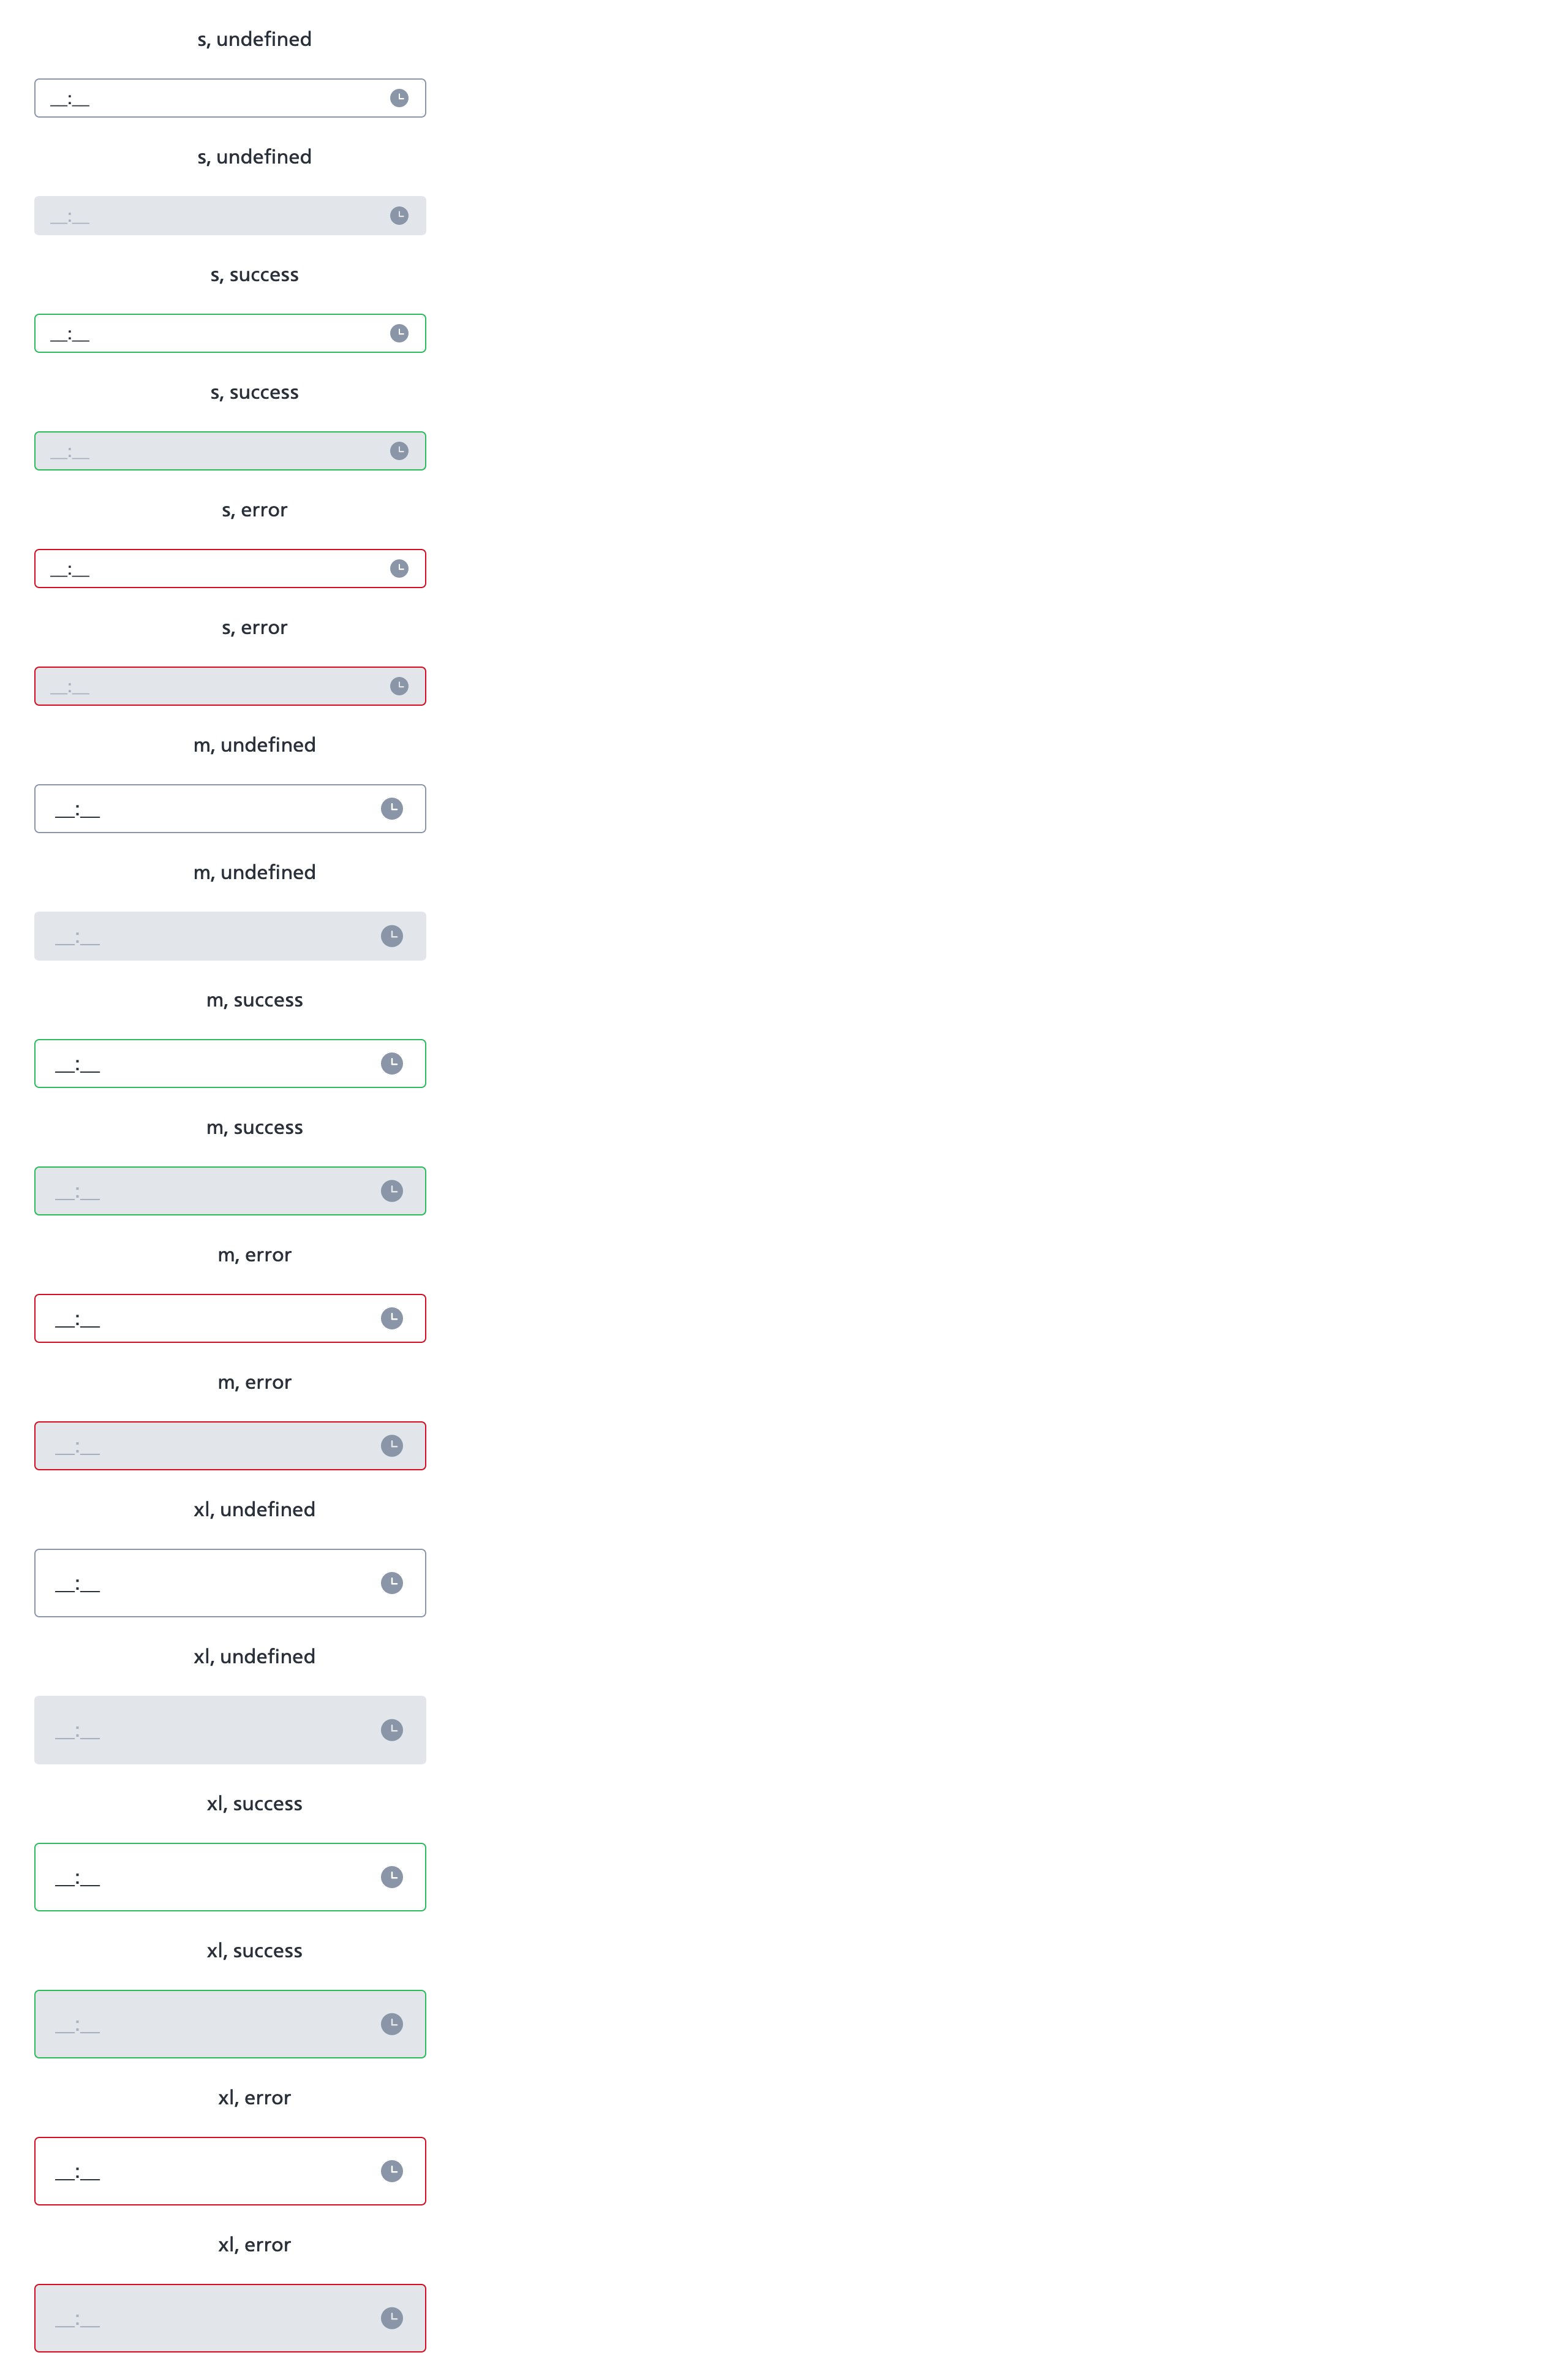 s, undefined
__:__
s, undefined
__:__
s, success
__:__
s, success
__:__
s, error
__:__
s, error
__:__
m, undefined
__:__
m, undefined
__:__
m, success
__:__
m, success
__:__
m, error
__:__
m, error
__:__
xl, undefined
__:__
xl, undefined
__:__
xl, success
__:__
xl, success
__:__
xl, error
__:__
xl, error
__:__